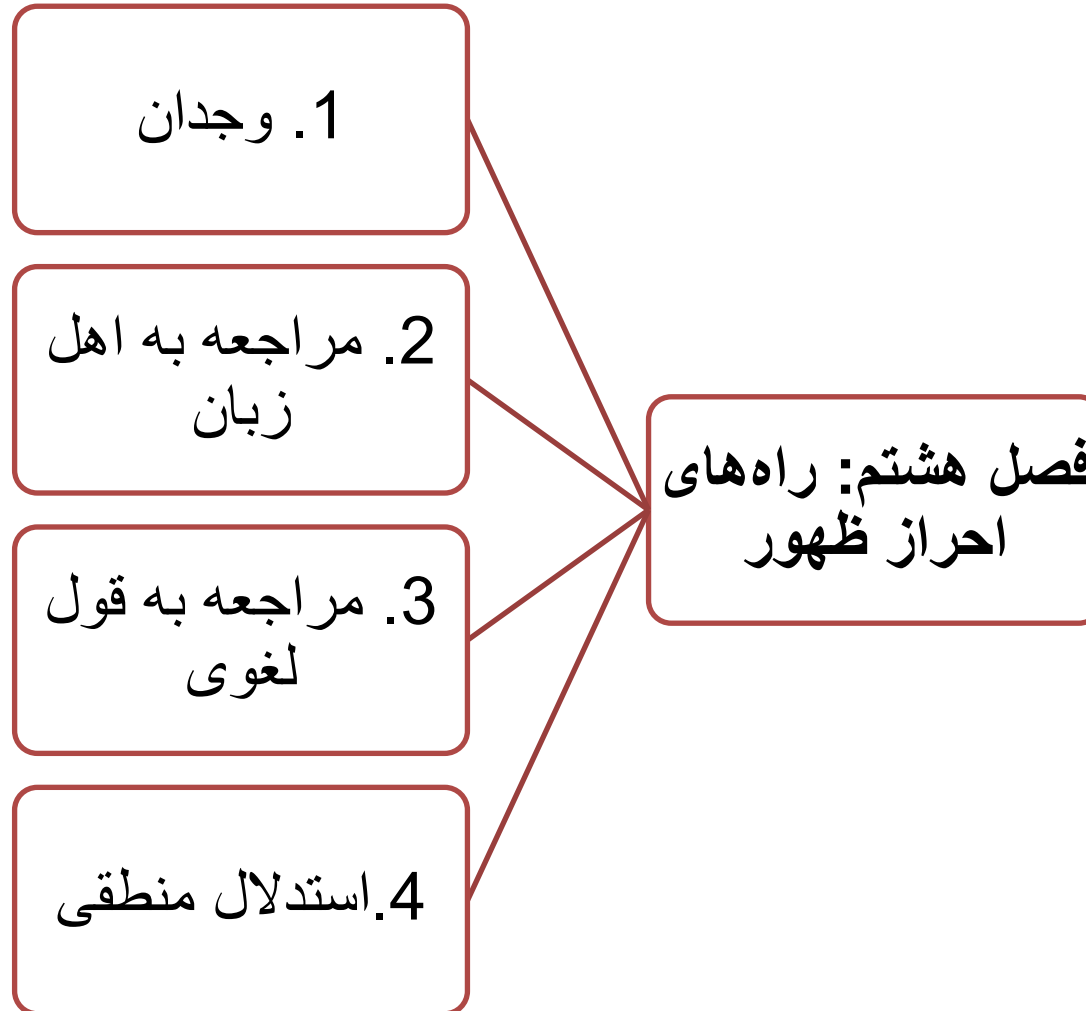 فصل هشتم: راه‌های
احراز ظهور
1. وجدان
2. مراجعه به اهل
زبان
3. مراجعه به قول
لغوی
4.استدلال منطقی